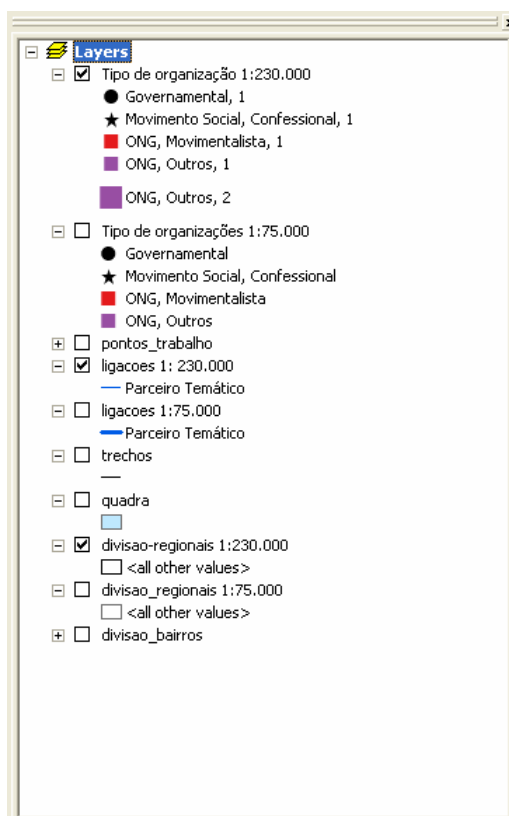 Layers
Tipo de organização 1:230.000
Governamental, 1
Movimento Social, Confessional, 1
ONG, Movimentalista, 1
ONG, Outros, 1
ONG, Outros, 2
Tipo de organizações 1:75.000
Governamental
Movimento Social, Confessional
ONG, Movimentalista
ONG, Outros
pontos_trabalho
ligacoes 1: 230.000
Parceiro Temático
ligacoes 1:75.000
Parceiro Temático
trechos
quadra
divisao-regionais 1:230.000
<all other values>
divisao_regionais 1:75.000
<all other values>
divisao_bairros